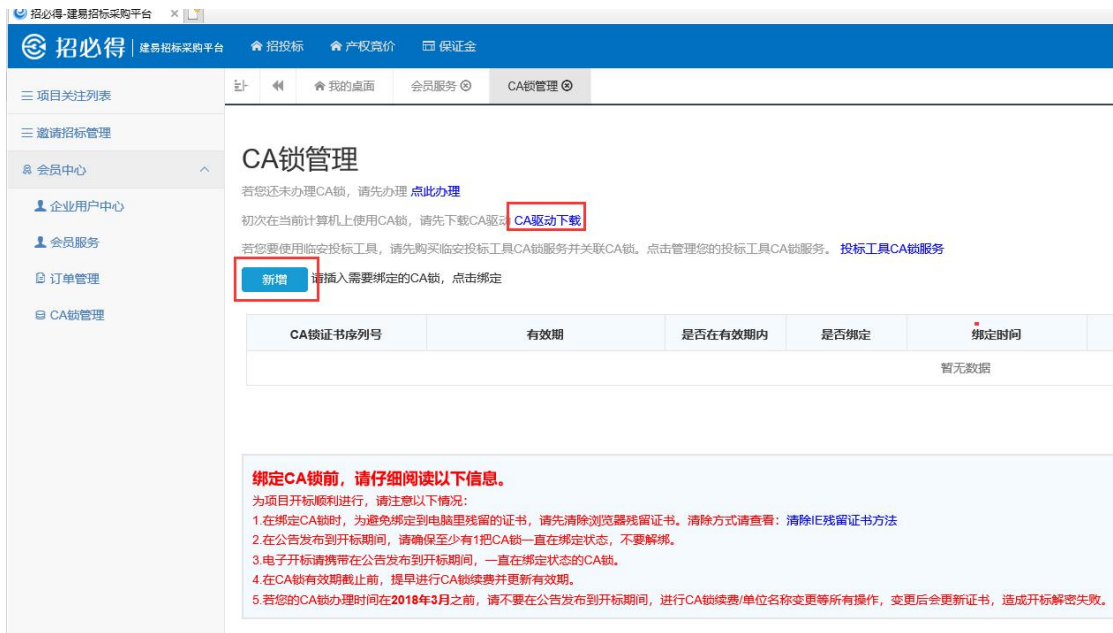 招必得-建易招标采购平台
招必得 建易招标采购平台 招投标 产权竞价 保证金
我的桌面 会员服务 CA锁管理
项目关注列表
邀请招标管理
会员中心
企业用户中心
会员服务
订单管理
CA锁管理
CA锁管理
若您还未办理CA锁，请先办理 点此办理
初次在当前计算机上使用CA锁，请先下载CA驱动 CA驱动下载
若您要使用临安投标工具，请先购买临安投标工具CA锁服务并关联CA锁。点击管理您的投标工具CA锁服务。 投标工具CA锁服务
新增 请插入需要绑定的CA锁，点击绑定
CA锁证书序列号 有效期 是否在有效期内 是否绑定 绑定时间
暂无数据
绑定CA锁前，请仔细阅读以下信息。
为项目开标顺利进行，请注意以下情况：
1.在绑定CA锁时，为避免绑定到电脑里残留的证书，请先清除浏览器残留证书。清除方式请查看：清除IE残留证书方法
2.在公告发布到开标期间，请确保至少有1把CA锁一直在绑定状态，不要解绑。
3.电子开标请携带在公告发布到开标期间，一直在绑定状态的CA锁。
4.在CA锁有效期截止前，提早进行CA锁续费并更新有效期。
5.若您的CA锁办理时间在2018年3月之前，请不要在公告发布到开标期间，进行CA锁续费/单位名称变更等所有操作，变更后会更新证书，造成开标解密失败。